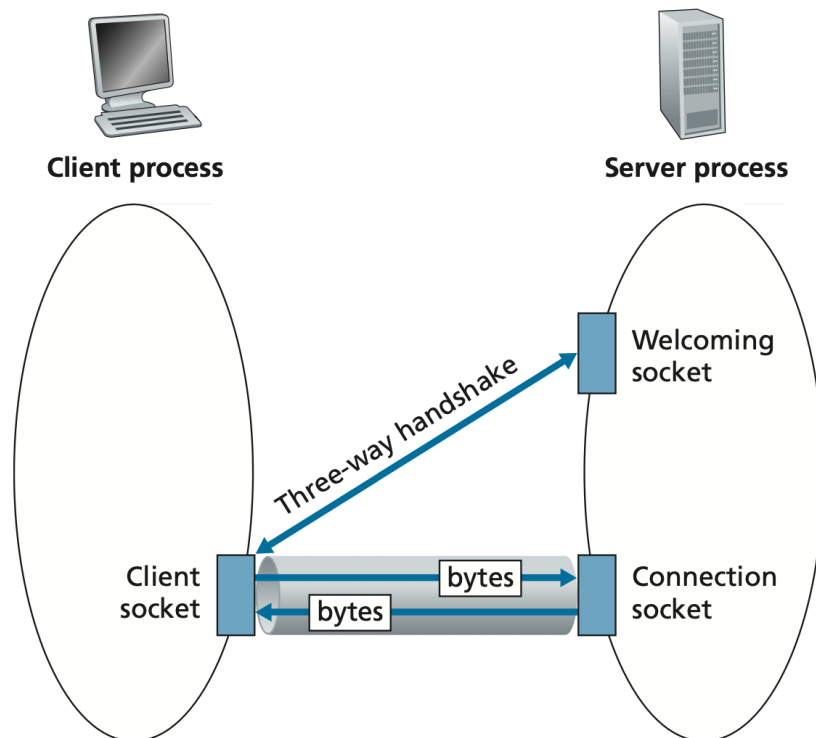 Client process
Server process
Welcoming
socket
Three-way handshake
Client
socket
bytes
bytes
Connection
socket